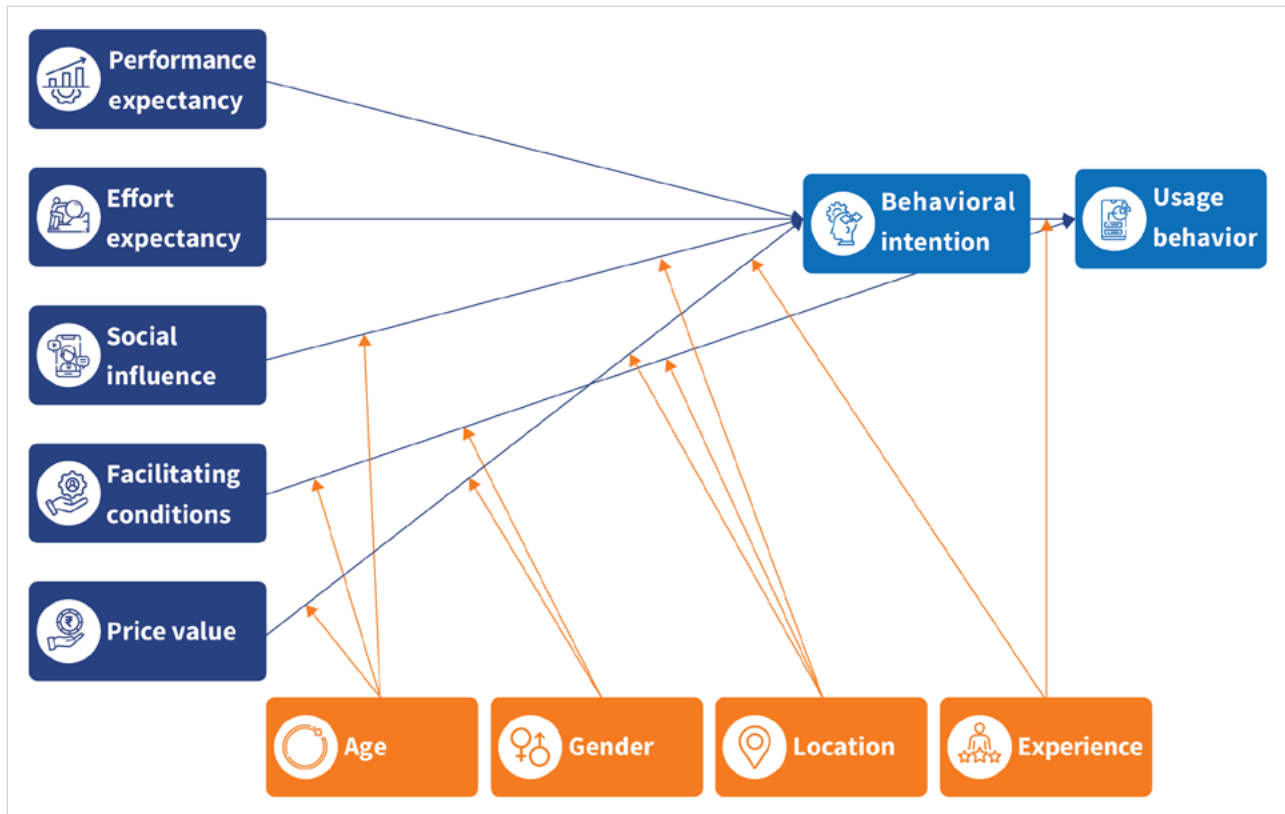 Performance
expectancy
Effort
expectancy
Social
influence
Facilitating
conditions
₹
Price value
Behavioral
intention
Usage
behavior
Age
Gender
Location
Experience